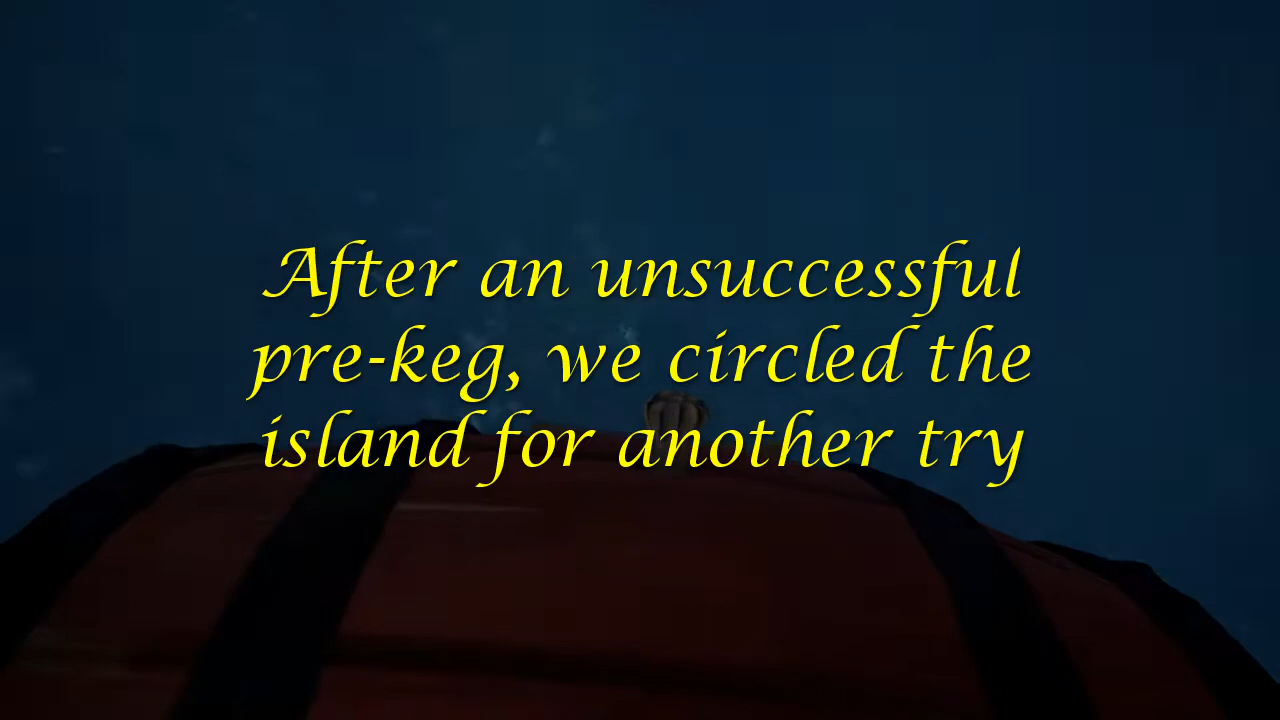 After an unsuccessful
pre-keg, we circled the
island for another try